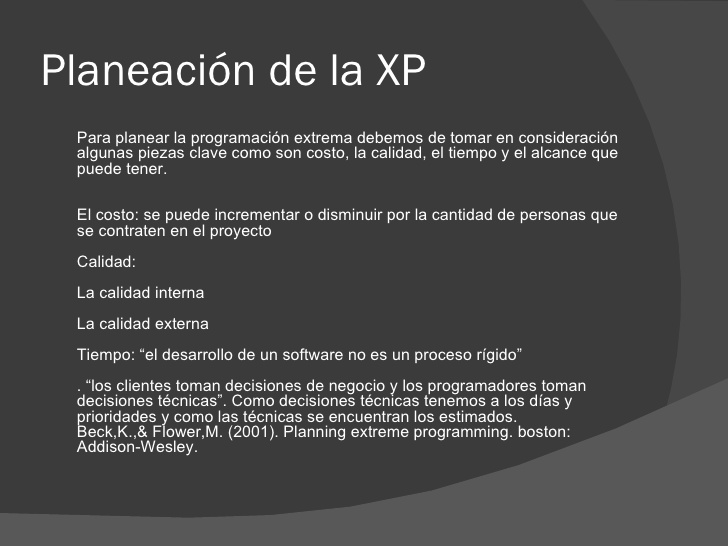 Planeación de la XP
Para planear la programación extrema debemos de tomar en consideración
algunas piezas clave como son costo, la calidad, el tiempo y el alcance que
puede tener.
El costo: se puede incrementar o disminuir por la cantidad de personas que
se contraten en el proyecto
Calidad:
La calidad interna
La calidad externa
Tiempo: “el desarrollo de un software no es un proceso rígido”
. “los clientes toman decisiones de negocio y los programadores toman
decisiones técnicas”. Como decisiones técnicas tenemos a los días y
prioridades y como las técnicas se encuentran los estimados.
Beck,K.,& Flower,M. (2001). Planning extreme programming. boston:
Addison-Wesley.